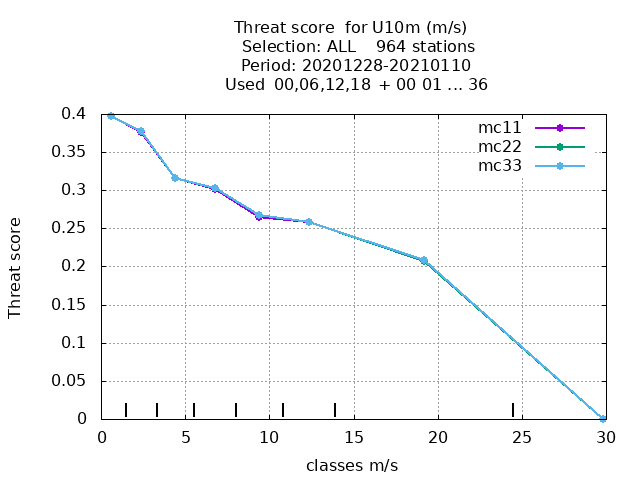 Threat score  for U10m (m/s)
Selection: ALL    964 stations
Period: 20201228-20210110
Used  00,06,12,18  + 00 01 ... 36
mc11
mc22
mc33
Threat score
0.4
0.35
0.3
0.25
0.2
0.15
0.1
0.05
0
0 5 10 15 20 25 30
classes m/s